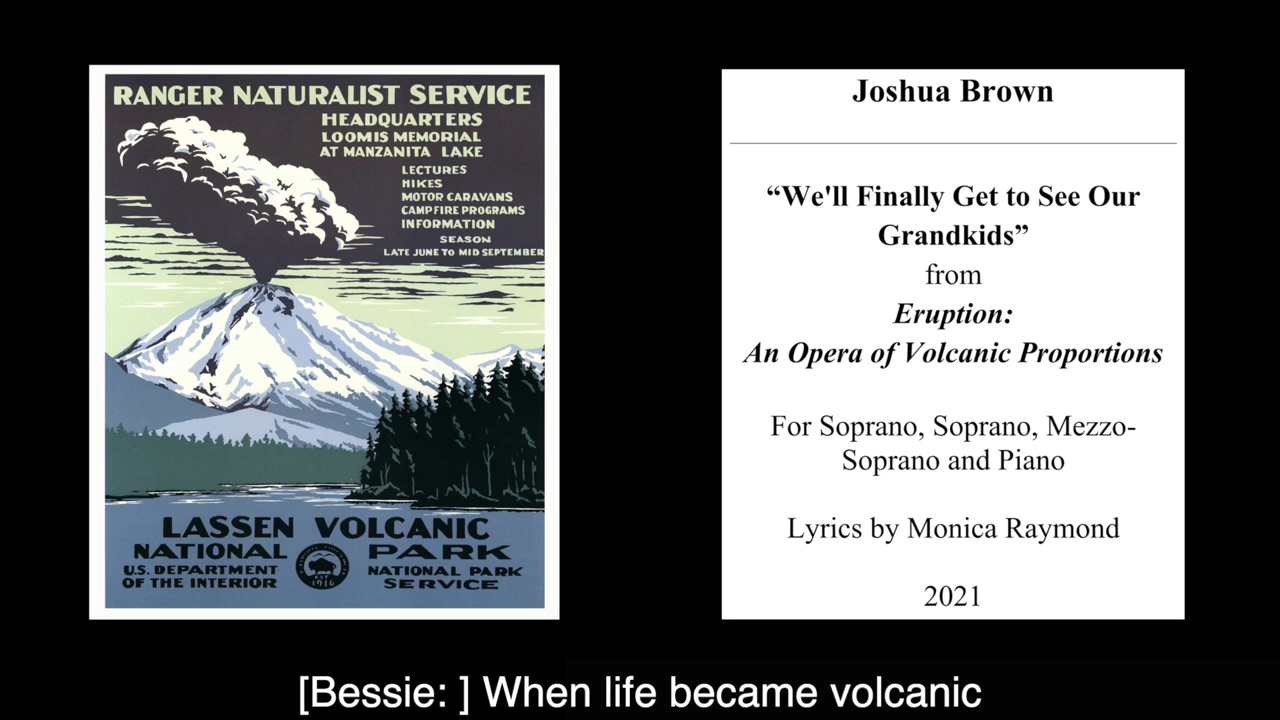 RANGER NATURALIST SERVICE
HEADQUARTERS
LOOMIS MEMORIAL
AT MANZANITA LAKE
LECTURES
HIKES
MOTOR CARAVANS
CAMPFIRE PROGRAMS
INFORMATION
SEASON
LATE JUNE TO MID SEPTEMBER
LASSEN VOLCANIC
NATIONAL PARK
U.S. DEPARTMENT
OF THE INTERIOR
1916
NATIONAL PARK
SERVICE
Joshua Brown
“We'll Finally Get to See Our
Grandkids”
from
Eruption:
An Opera of Volcanic Proportions
For Soprano, Soprano, Mezzo-
Soprano and Piano
Lyrics by Monica Raymond
2021
[Bessie: ] When life became volcanic